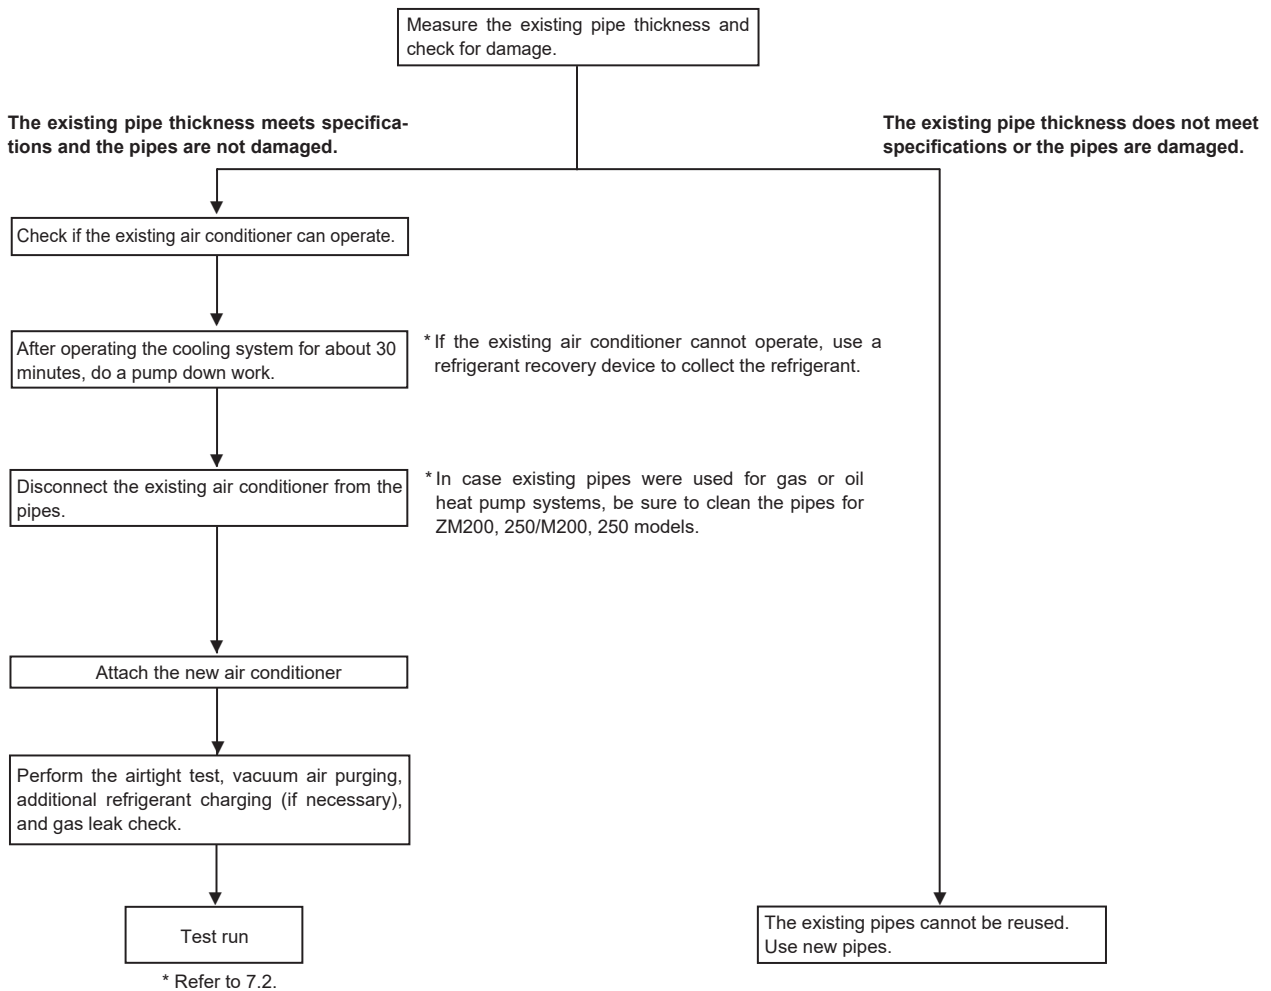 Measure the existing pipe thickness and
check for damage.
The existing pipe thickness meets specifica-
tions and the pipes are not damaged.
The existing pipe thickness does not meet
specifications or the pipes are damaged.
Check if the existing air conditioner can operate.
After operating the cooling system for about 30
minutes, do a pump down work.
* If the existing air conditioner cannot operate, use a
refrigerant recovery device to collect the refrigerant.
Disconnect the existing air conditioner from the
pipes.
* In case existing pipes were used for gas or oil
heat pump systems, be sure to clean the pipes for
ZM200, 250/M200, 250 models.
Attach the new air conditioner
Perform the airtight test, vacuum air purging,
additional refrigerant charging (if necessary),
and gas leak check.
Test run
* Refer to 7.2.
The existing pipes cannot be reused.
Use new pipes.